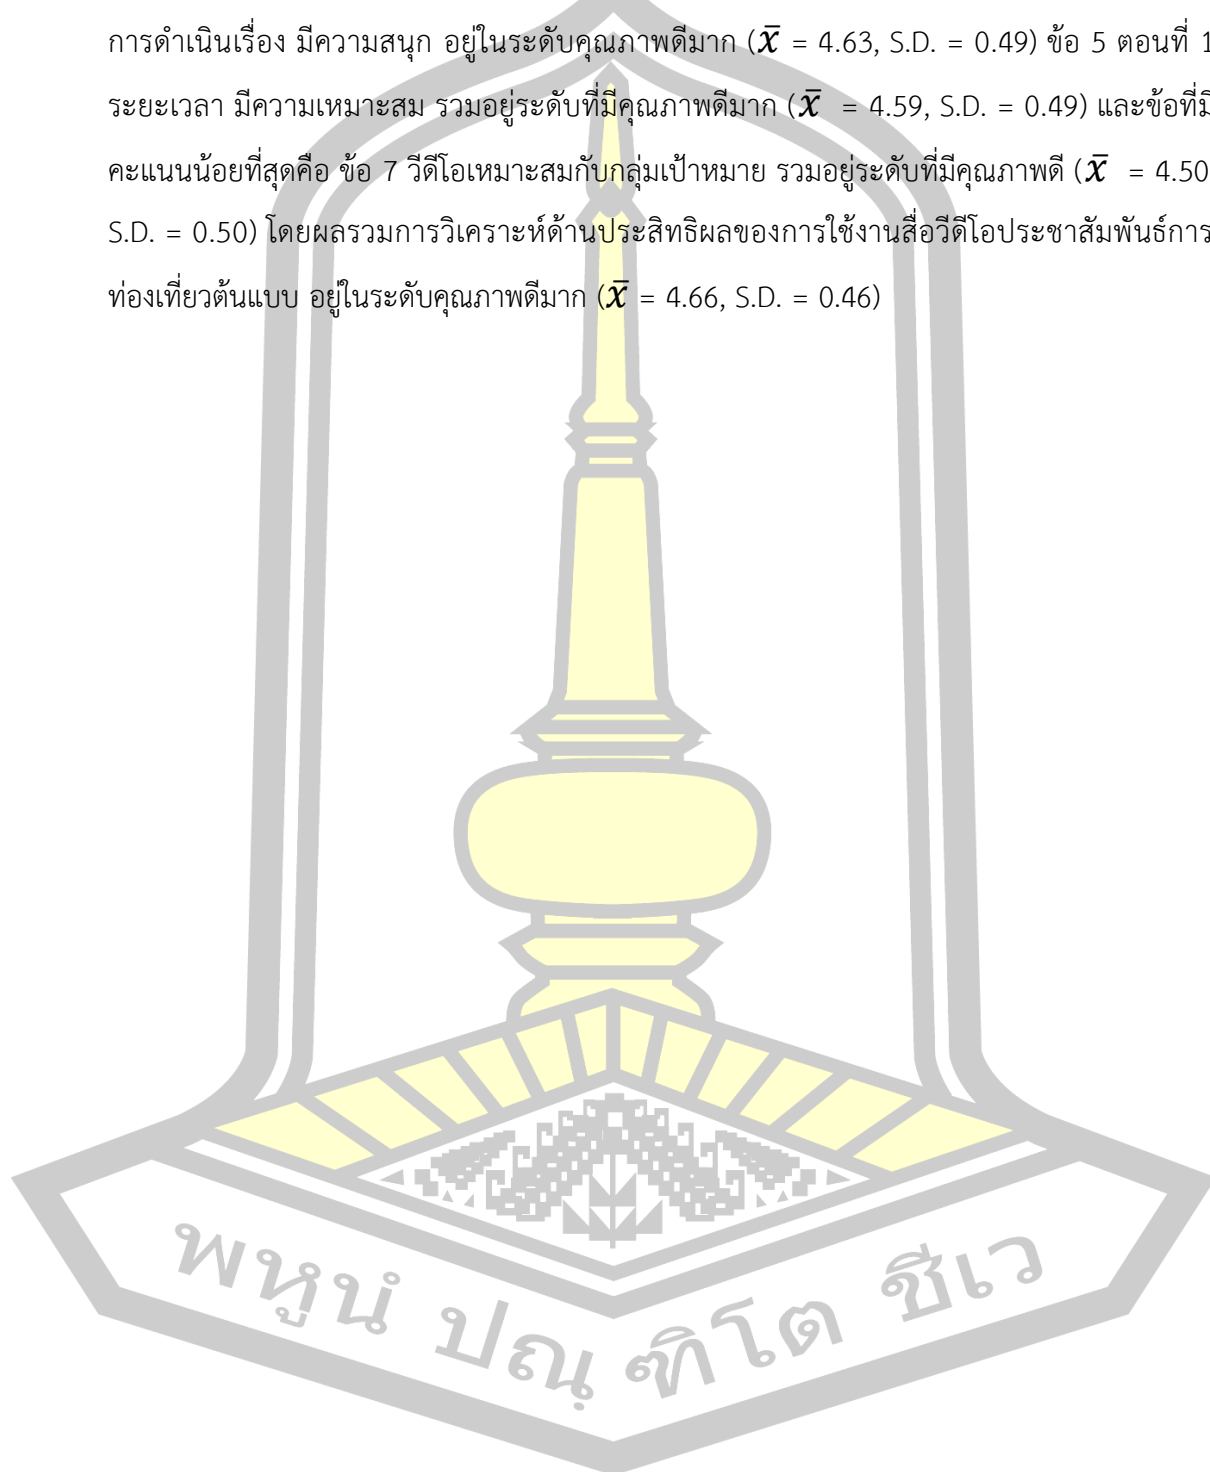 การดำเนินเรื่อง มีความสนุก อยู่ในระดับคุณภาพดีมาก (x̄ = 4.63, S.D. = 0.49) ข้อ 5 ตอนที่ 1
ระยะเวลา มีความเหมาะสม รวมอยู่ระดับที่มีคุณภาพดีมาก (x̄ = 4.59, S.D. = 0.49) และข้อที่มี
คะแนนน้อยที่สุดคือ ข้อ 7 วีดีโอเหมาะสมกับกลุ่มเป้าหมาย รวมอยู่ระดับที่มีคุณภาพดี (x̄ = 4.50
S.D. = 0.50) โดยผลรวมการวิเคราะห์ด้านประสิทธิผลของการใช้งานสื่อวีดีโอประชาสัมพันธ์การ
ท่องเที่ยวต้นแบบ อยู่ในระดับคุณภาพดีมาก (x̄ = 4.66, S.D. = 0.46)
พหูนํ ปณฺ ฑิโต ชีเว